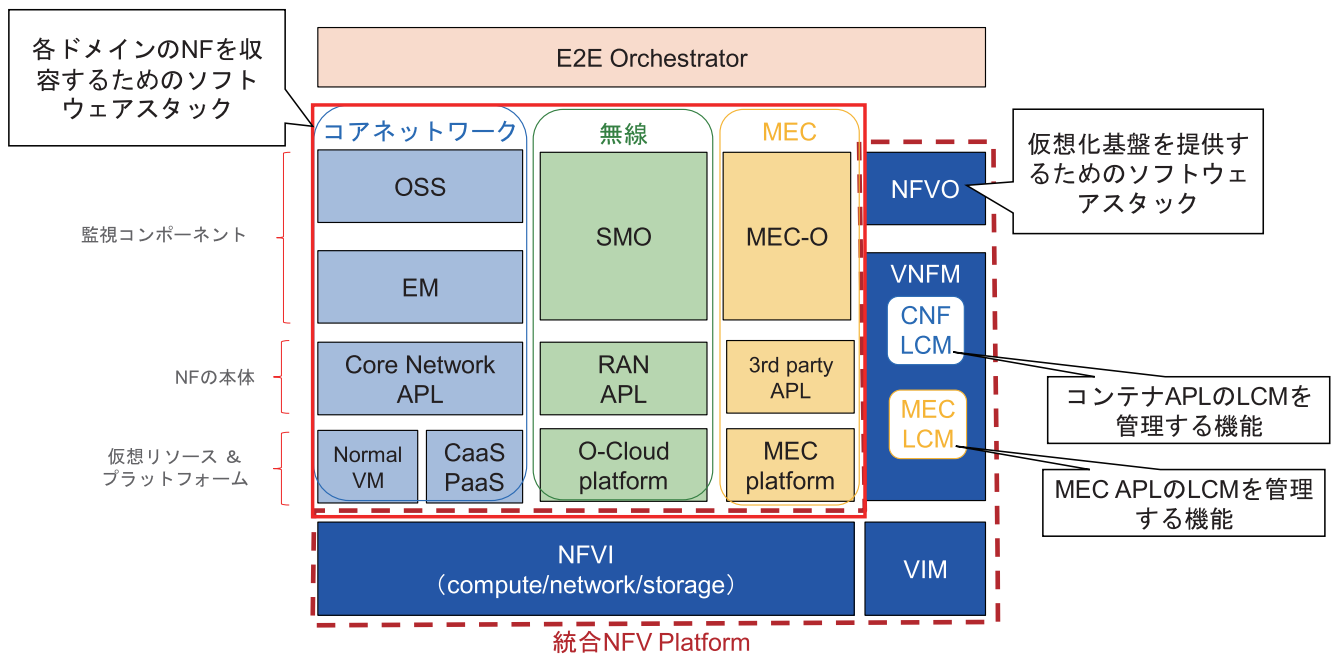 各ドメインのNFを収
容するためのソフト
ウェアスタック
E2E Orchestrator
コアネットワーク
無線
MEC
OSS
SMO
MEC-O
NFVO
仮想化基盤を提供す
るためのソフトウェ
アスタック
監視コンポーネント
EM
VNFM
CNF
LCM
NFの本体
Core Network
APL
RAN
APL
3rd party
APL
コンテナAPLのLCMを
管理する機能
MEC
LCM
仮想リソース &
プラットフォーム
Normal
VM
CaaS
PaaS
O-Cloud
platform
MEC
platform
MEC APLのLCMを管理
する機能
NFVI
（compute/network/storage）
VIM
統合NFV Platform